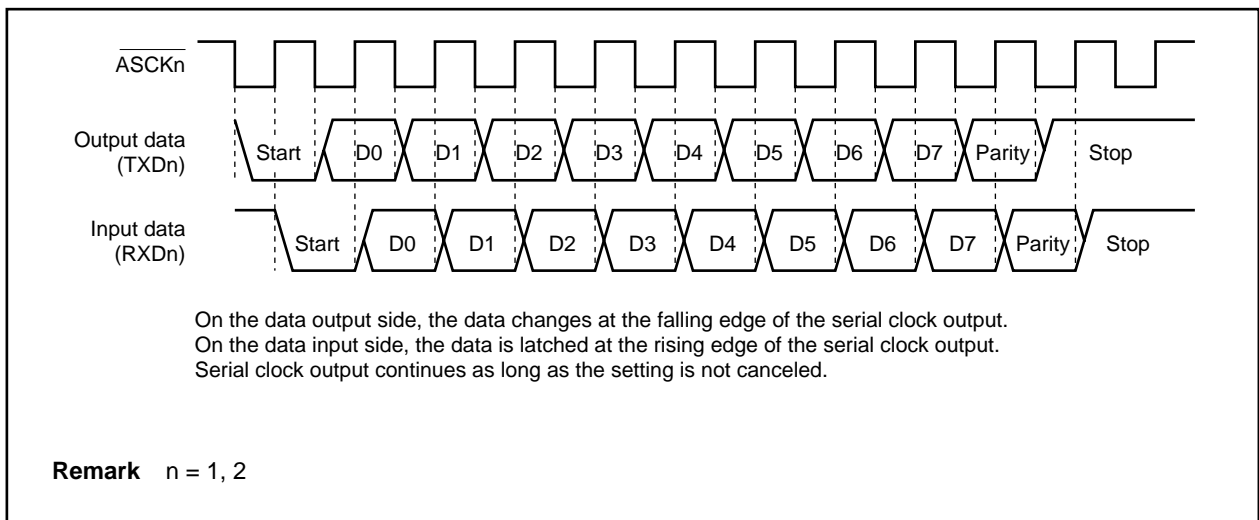 ASCKn
Output data
(TXDn)
Start D0 D1 D2 D3 D4 D5 D6 D7 Parity Stop
Input data
(RXDn)
Start D0 D1 D2 D3 D4 D5 D6 D7 Parity Stop
On the data output side, the data changes at the falling edge of the serial clock output.
On the data input side, the data is latched at the rising edge of the serial clock output.
Serial clock output continues as long as the setting is not canceled.
Remark n = 1, 2